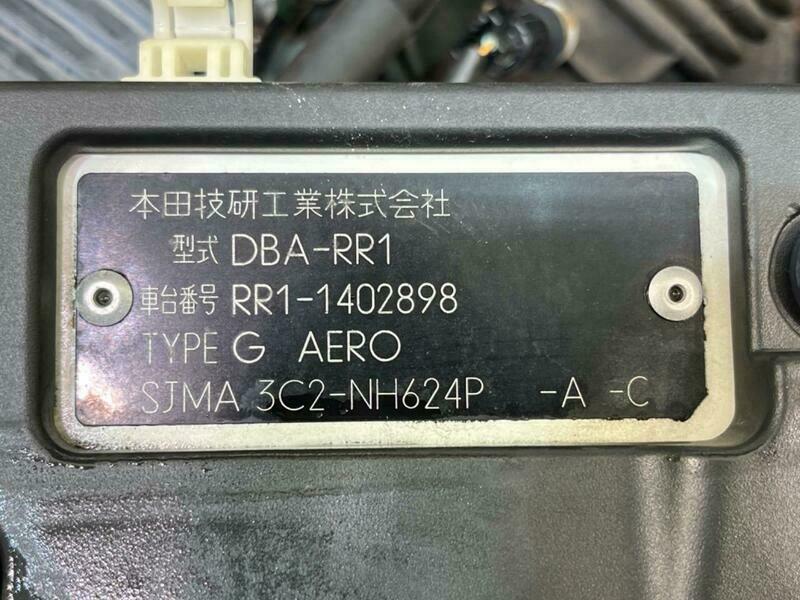 本田技研工業株式会社
型式 DBA-RR1
車台番号 RR1-1402898
TYPE G AERO
SJMA 3C2-NH624P -A -C